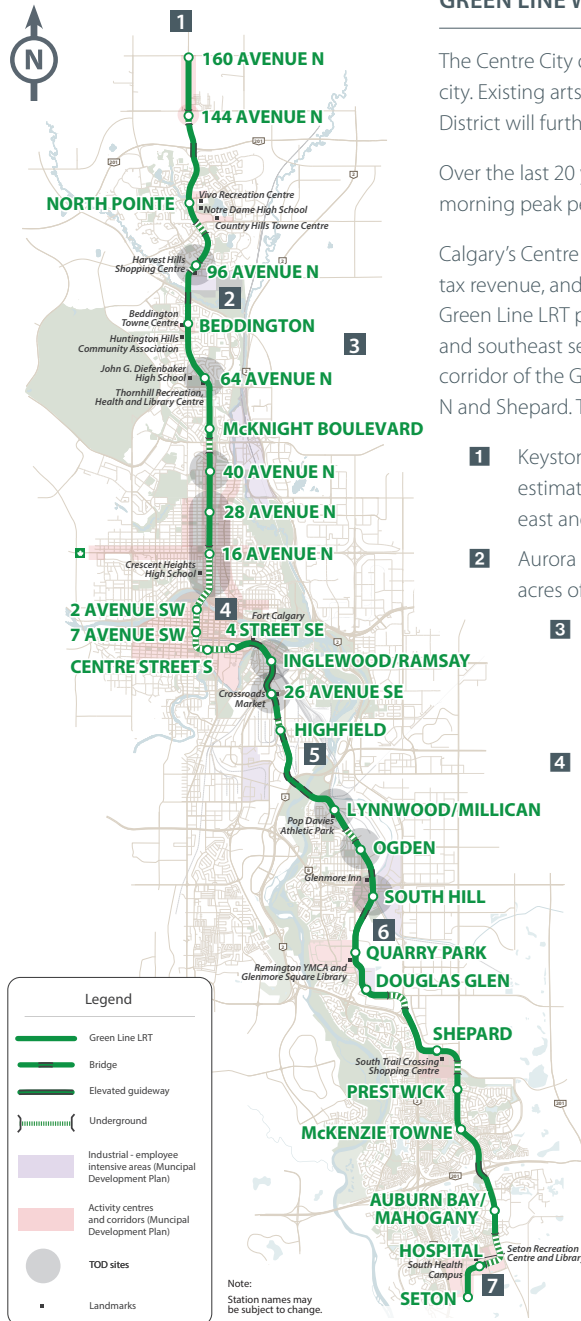 GREEN LINE
The Centre City
city. Existing arts
District will further
Over the last 20
morning peak
Calgary's Centre
tax revenue, and
Green Line LRT
and southeast
corridor of the
N and Shepard.
1
estimat
east and
2 Aurora
acres of
3
4
N
1
160 AVENUE N
144 AVENUE N
201
201
2
NORTH POINTE
Vivo Recreation Centre
Notre Dame High School
Country Hills Towne Centre
Harvest Hills
Shopping Centre
96 AVENUE N
2
Beddington
Towne Centre
BEDDINGTON
Huntington Hills
Community Association
3
John G. Diefenbaker
High School
64 AVENUE N
Thornhill Recreation,
Health and Library Centre
McKNIGHT BOULEVARD
40 AVENUE N
28 AVENUE N
16 AVENUE N
Crescent Heights
High School
2 AVENUE SW
4
Fort Calgary
7 AVENUE SW
4 STREET SE
CENTRE STREET S
INGLEWOOD/RAMSAY
Crossroads
Market
26 AVENUE SE
HIGHFIELD
5
LYNNWOOD/MILLICAN
Pop Davies
Athletic Park
OGDEN
Glenmore Inn
SOUTH HILL
6
QUARRY PARK
Remington YMCA and
Glenmore Square Library
DOUGLAS GLEN
SHEPARD
South Trail Crossing
Shopping Centre
PRESTWICK
McKENZIE TOWNE
201
AUBURN BAY/
MAHOGANY
HOSPITAL
South Health
Campus
Seton Recreation
Centre and Library
7
SETON
Legend
Green Line LRT
Bridge
Elevated guideway
Underground
Industrial - employee
intensive areas (Muncipal
Development Plan)
Activity centres
and corridors (Muncipal
Development Plan)
TOD sites
Landmarks
Note:
Station names may
be subject to change.